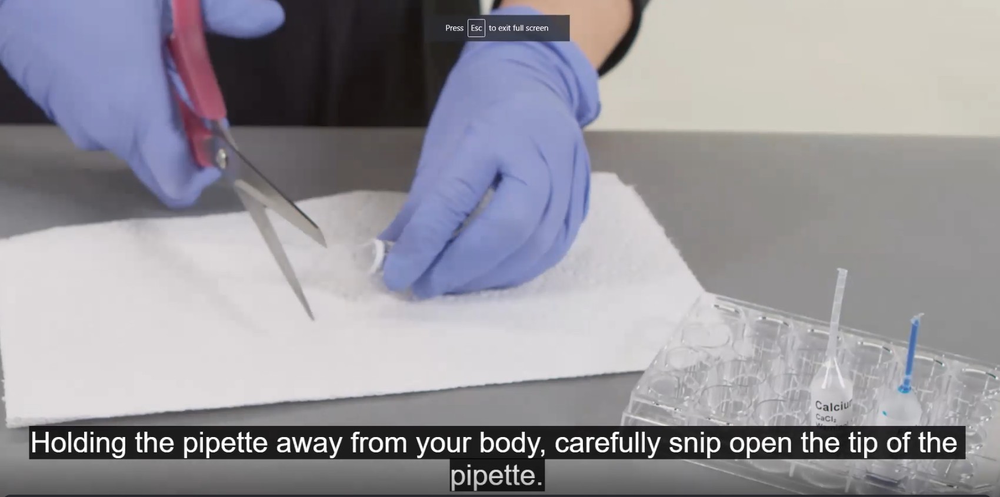 Press Esc to exit full screen
Calciu
CaCl₂
Holding the pipette away from your body, carefully snip open the tip of the
pipette.